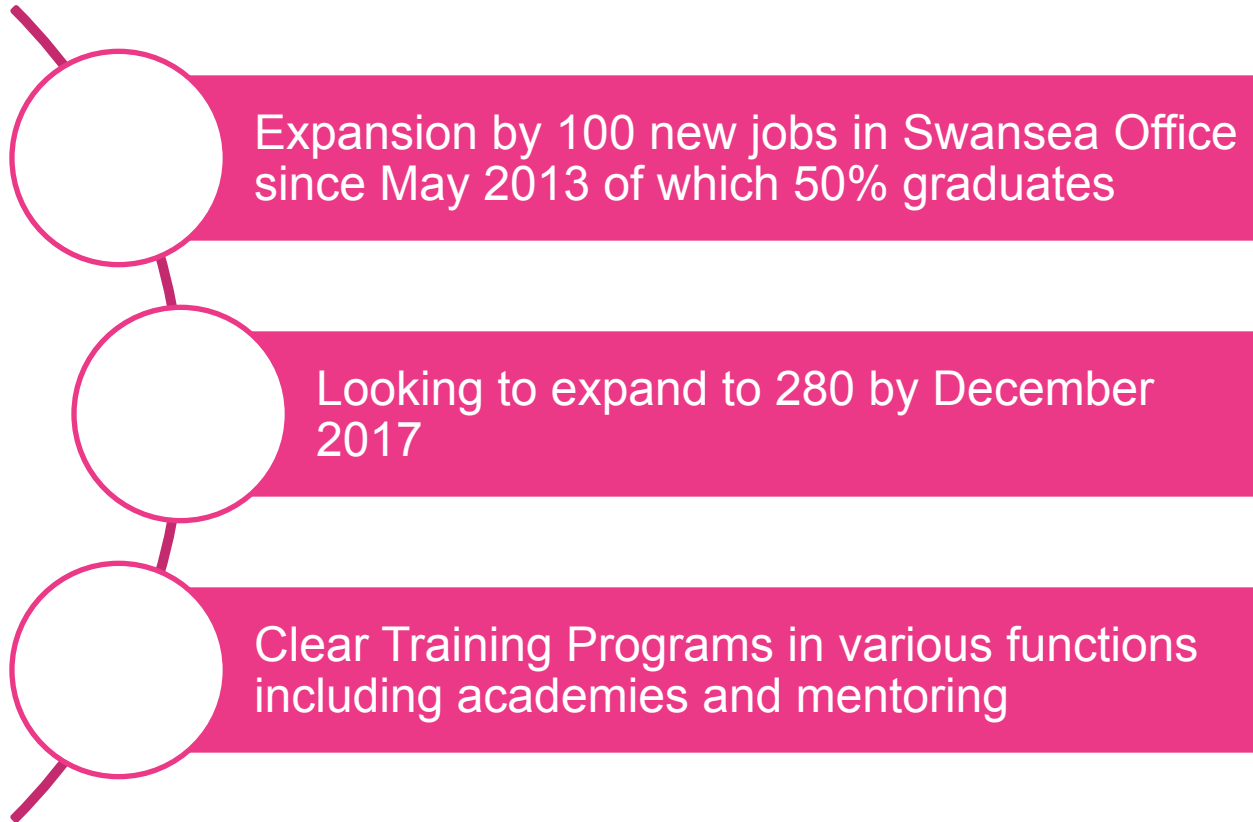 Expansion by 100 new jobs in Swansea Office
since May 2013 of which 50% graduates
Looking to expand to 280 by December
2017
Clear Training Programs in various functions
including academies and mentoring